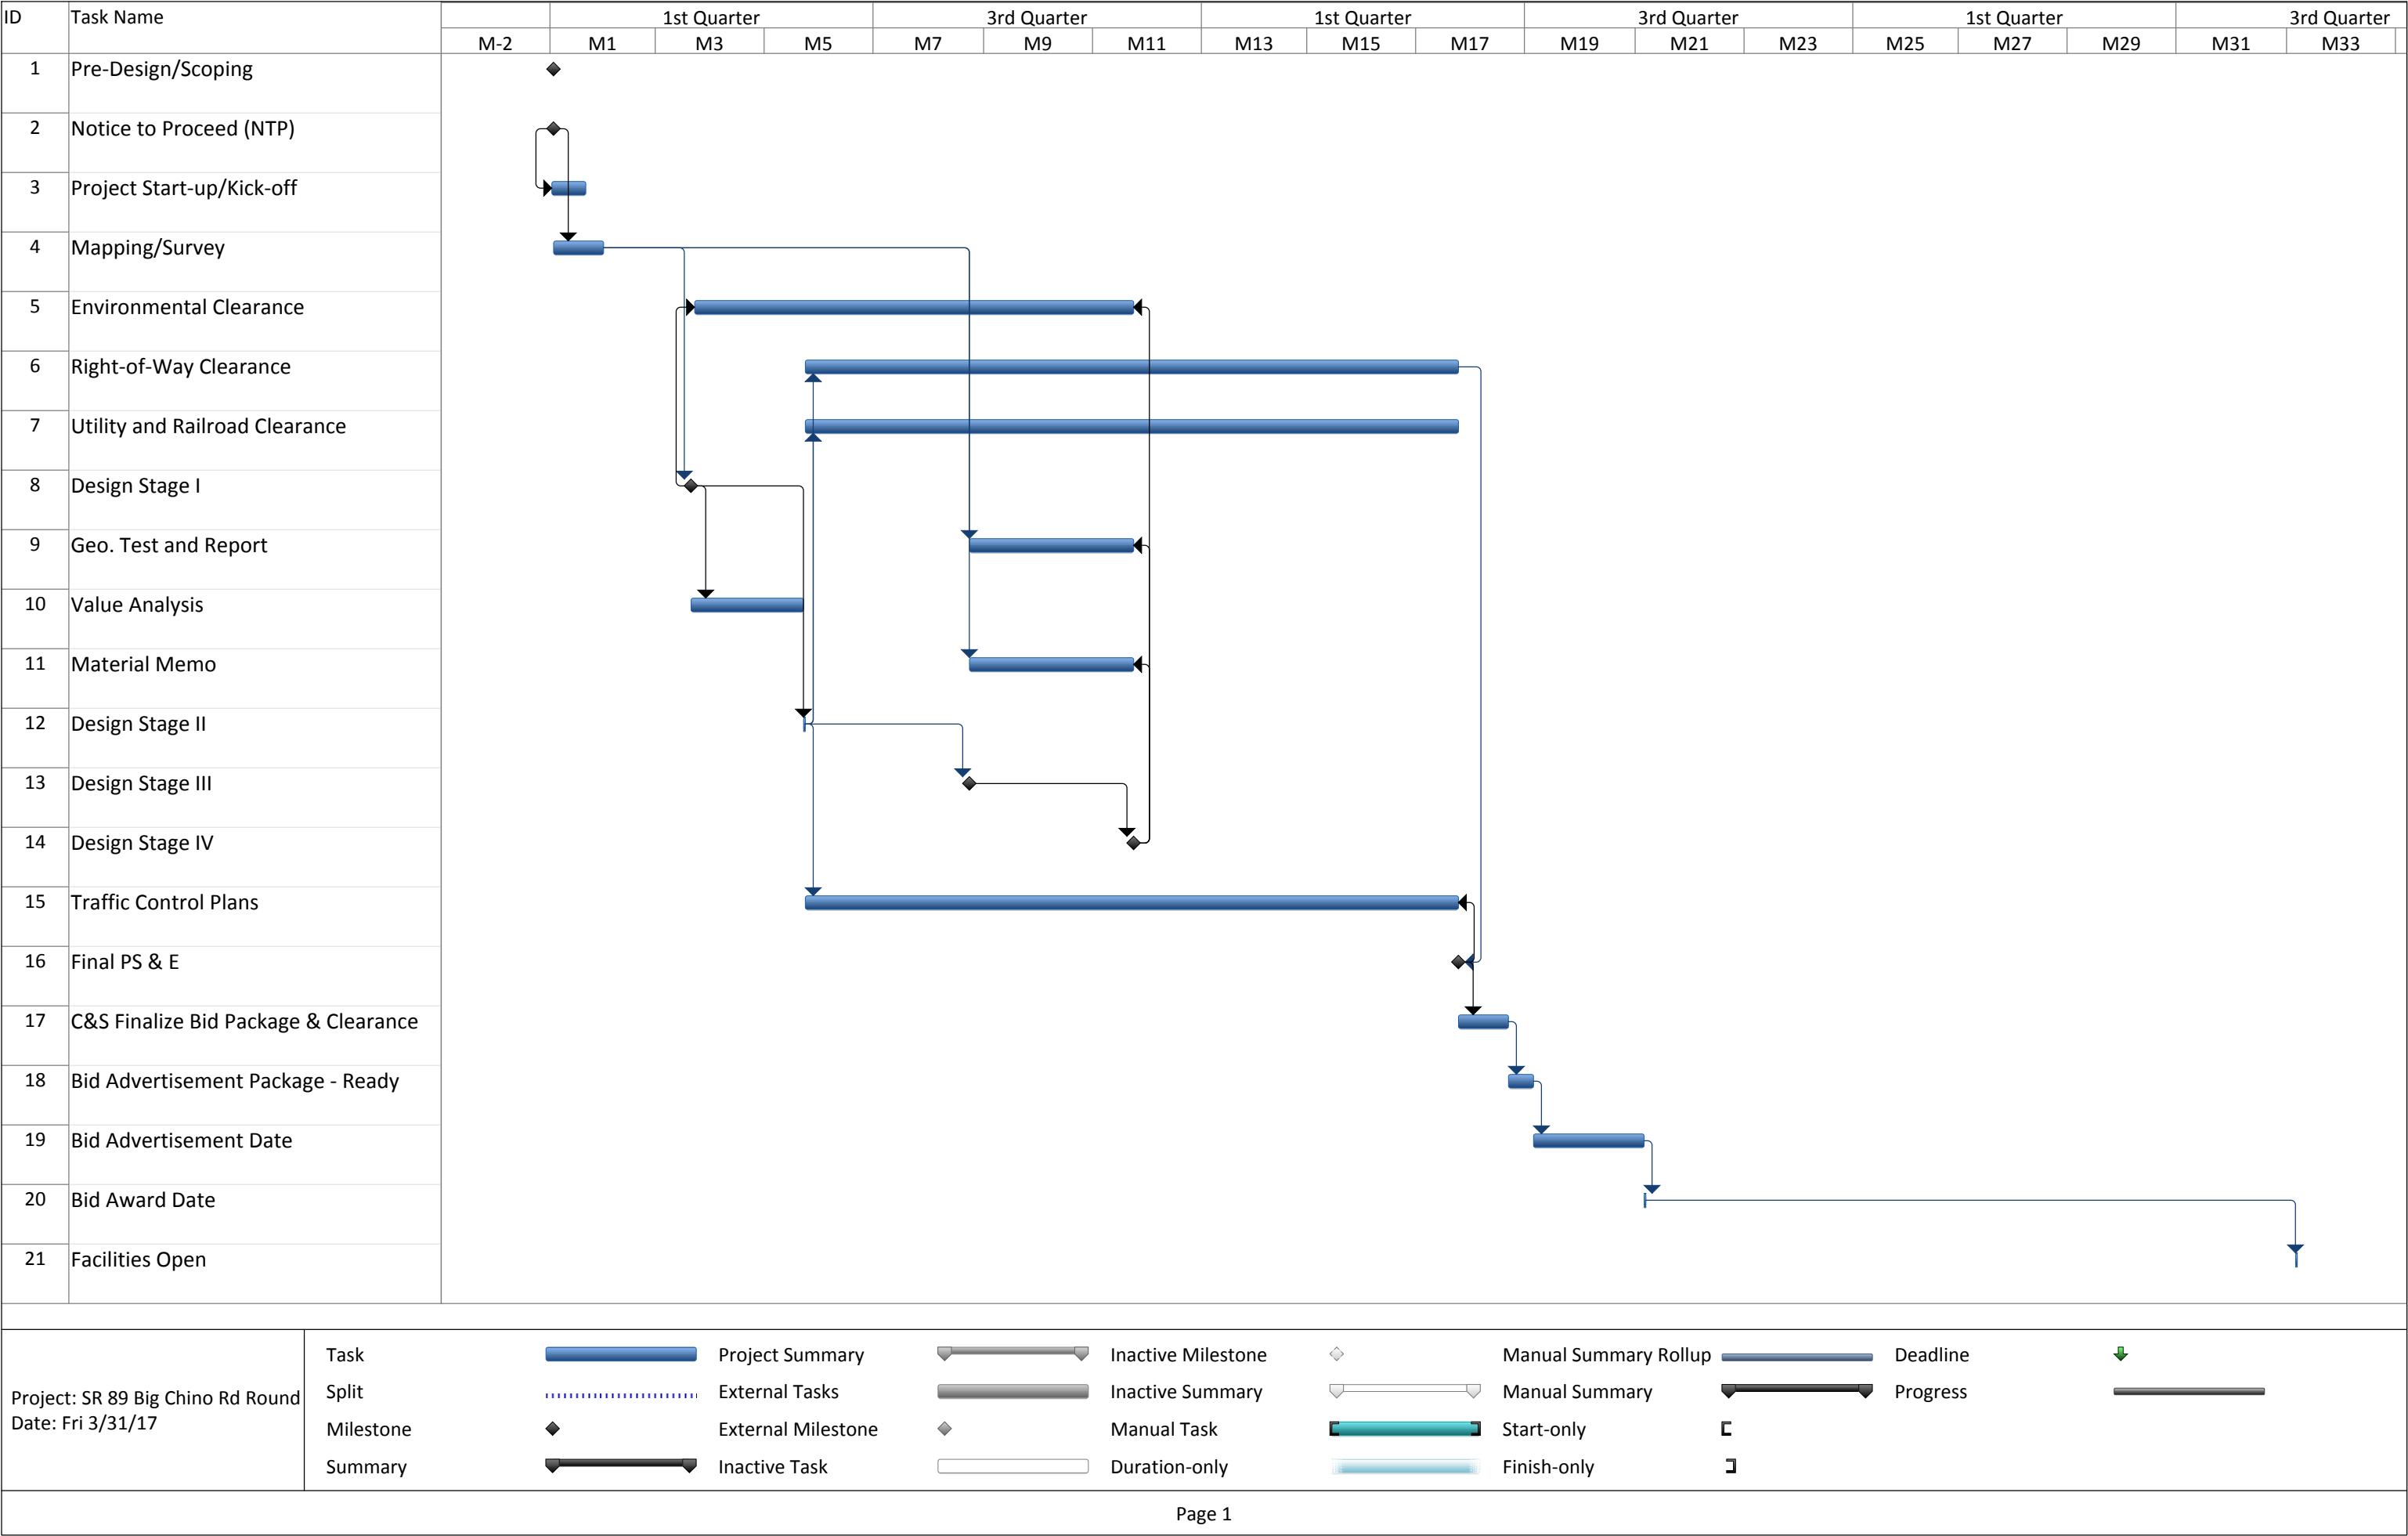 ID Task Name 1st Quarter 3rd Quarter 1st Quarter 3rd Quarter 1st Quarter 3rd Quarter
M-2 M1 M3 M5 M7 M9 M11 M13 M15 M17 M19 M21 M23 M25 M27 M29 M31 M33
1 Pre-Design/Scoping
2 Notice to Proceed (NTP)
3 Project Start-up/Kick-off
4 Mapping/Survey
5 Environmental Clearance
6 Right-of-Way Clearance
7 Utility and Railroad Clearance
8 Design Stage I
9 Geo. Test and Report
10 Value Analysis
11 Material Memo
12 Design Stage II
13 Design Stage III
14 Design Stage IV
15 Traffic Control Plans
16 Final PS & E
17 C&S Finalize Bid Package & Clearance
18 Bid Advertisement Package - Ready
19 Bid Advertisement Date
20 Bid Award Date
21 Facilities Open
Project: SR 89 Big Chino Rd Round
Date: Fri 3/31/17
Task Project Summary Inactive Milestone Manual Summary Rollup Deadline
Split External Tasks Inactive Summary Manual Summary Progress
Milestone External Milestone Manual Task Start-only
Summary Inactive Task Duration-only Finish-only
Page 1